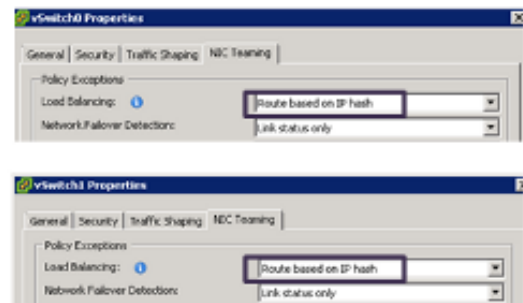 vSwitch0 Properties
General Security Traffic Shaping NIC Teaming
Policy Exceptions
Load Balancing: Route based on IP hash
Network Failover Detection: Link status only
vSwitch1 Properties
General Security Traffic Shaping NIC Teaming
Policy Exceptions
Load Balancing: Route based on IP hash
Network Failover Detection: Link status only